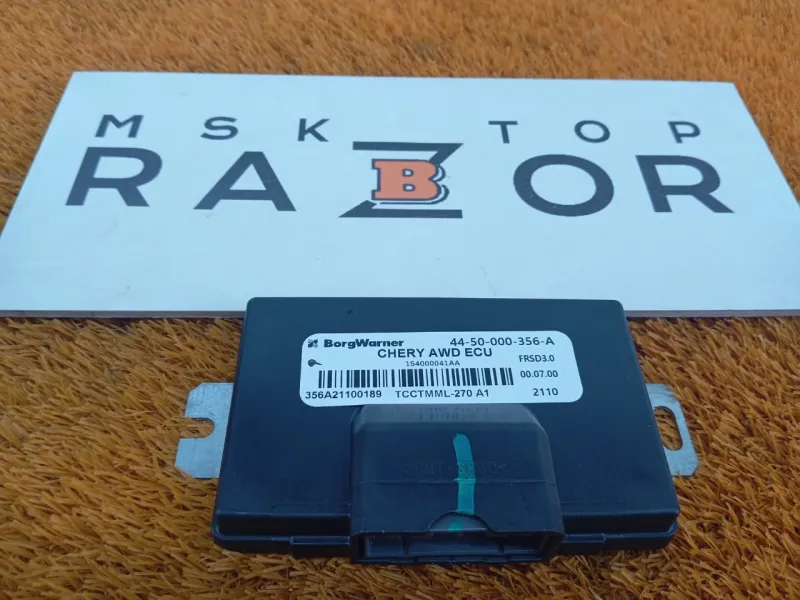 MSK TOP
RAZOR
B
BorgWarner 44-50-000-356-A
CHERY AWD ECU FRSD3.0
154000041AA
00.07.00
356A21100189 TCCTMML-270 A1 2110